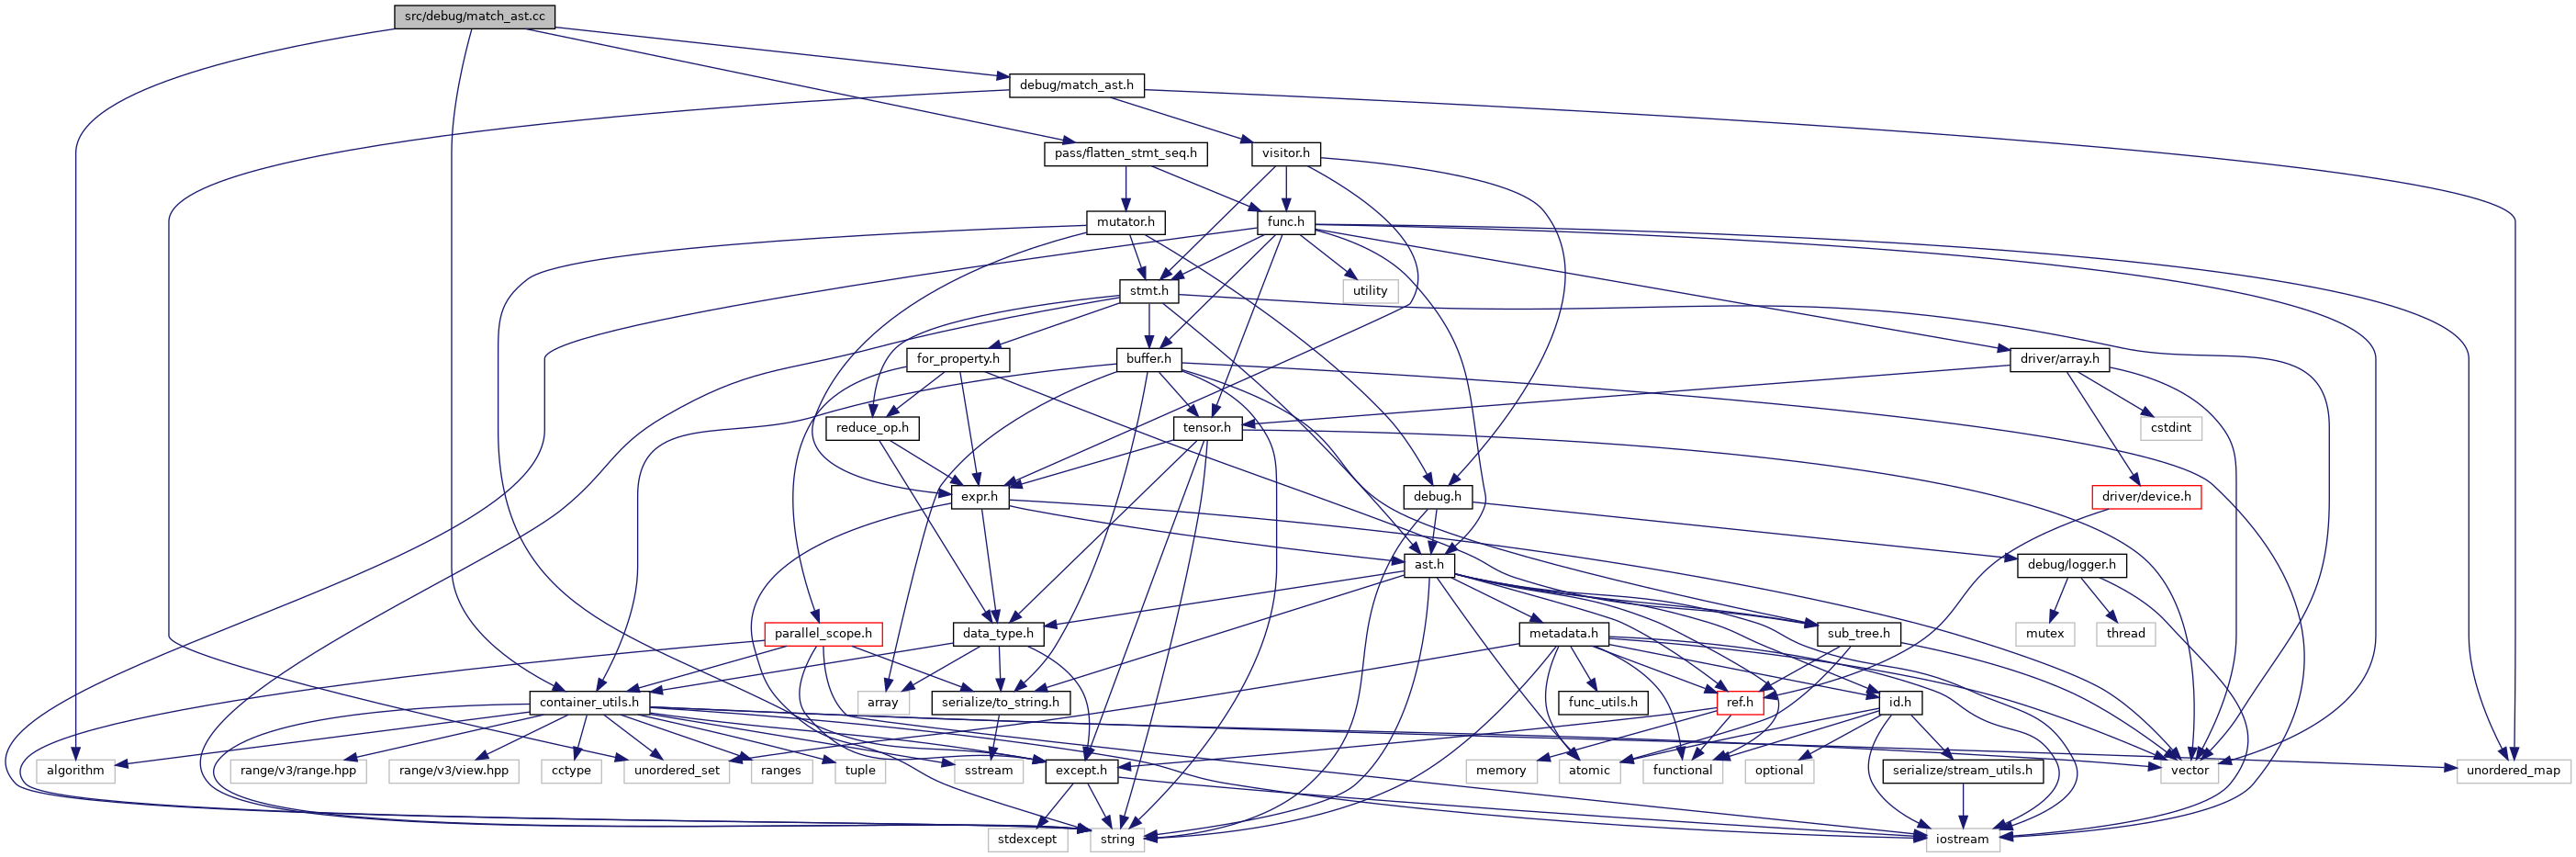 src/debug/match_ast.cc
debug/match_ast.h
pass/flatten_stmt_seq.h
visitor.h
mutator.h
func.h
stmt.h
utility
for_property.h
buffer.h
driver/array.h
reduce_op.h
tensor.h
cstdint
expr.h
debug.h
driver/device.h
ast.h
debug/logger.h
parallel_scope.h
data_type.h
metadata.h
sub_tree.h
mutex
thread
container_utils.h
array
serialize/to_string.h
func_utils.h
ref.h
id.h
algorithm
range/v3/range.hpp
range/v3/view.hpp
cctype
unordered_set
ranges
tuple
sstream
except.h
memory
atomic
functional
optional
serialize/stream_utils.h
vector
unordered_map
stdexcept
string
iostream